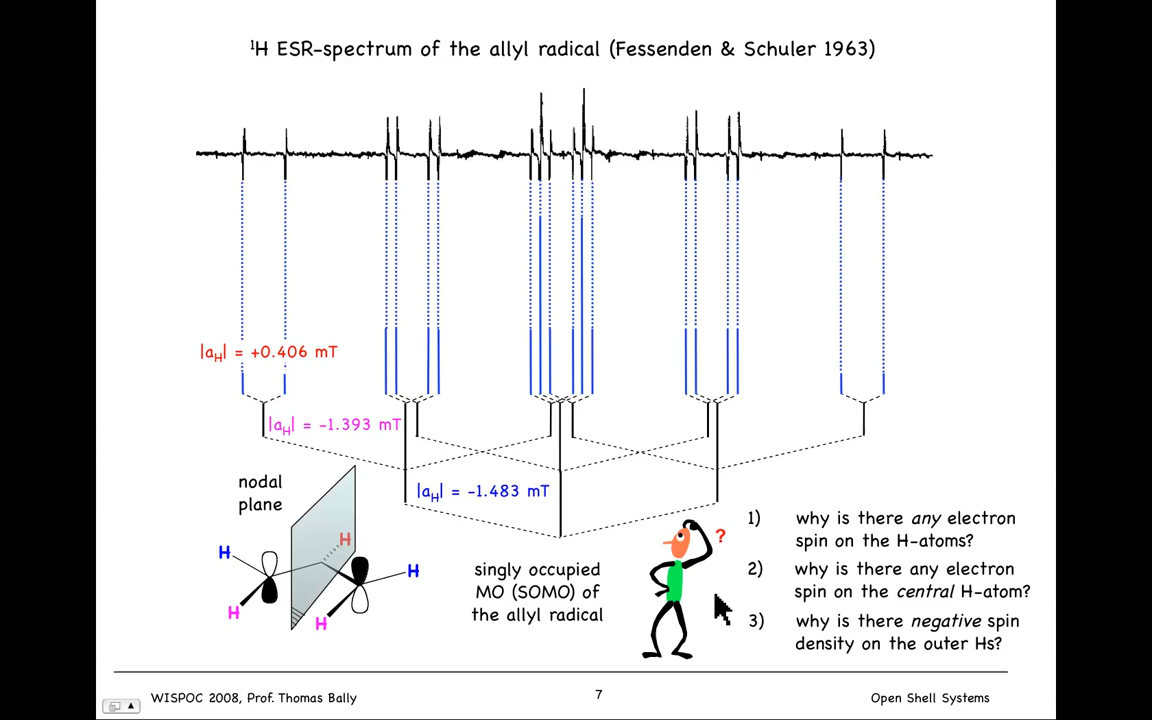 ¹H ESR-spectrum of the allyl radical (Fessenden & Schuler 1963)
|aH| = +0.406 mT
|aH| = -1.393 mT
|aH| = -1.483 mT
nodal
plane
H
H
H
H
H
singly occupied
MO (SOMO) of
the allyl radical
?
1) why is there any electron
spin on the H-atoms?
2) why is there any electron
spin on the central H-atom?
3) why is there negative spin
density on the outer Hs?
WISPOC 2008, Prof. Thomas Bally
7
Open Shell Systems